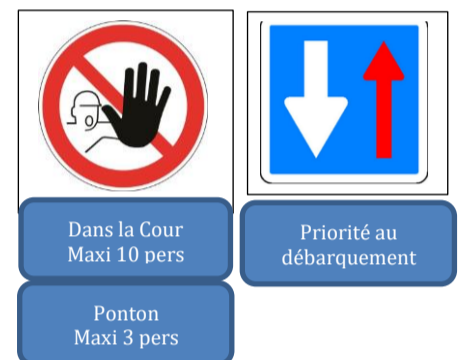 Dans la Cour
Maxi 10 pers
Priorité au
débarquement
Ponton
Maxi 3 pers